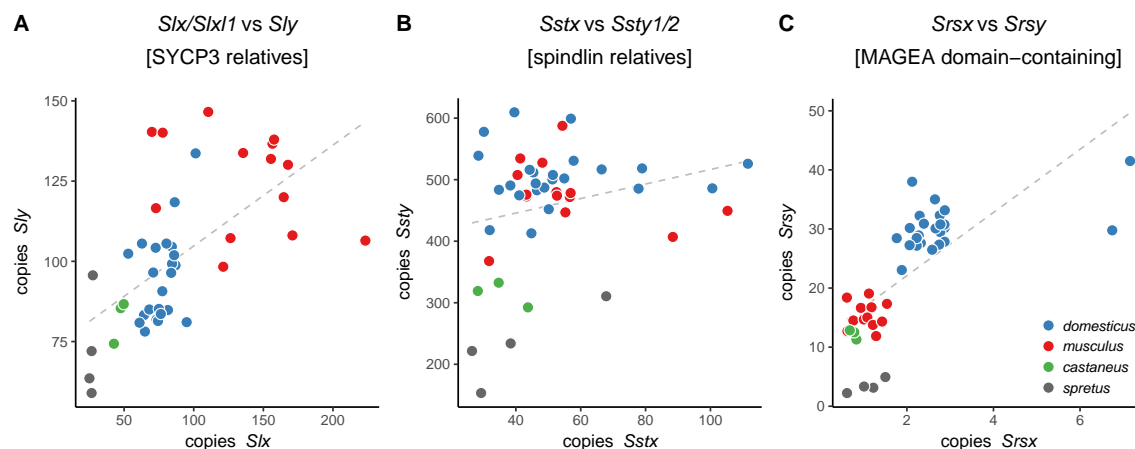 A
Slx/Slxl1 vs Sly
[SYCP3 relatives]
150
125
100
75
copies Sly
50
100
150
200
copies Slx
B
Sstx vs Ssty1/2
[spindlin relatives]
600
500
400
300
200
copies Ssty
40
60
80
100
copies Sstx
C
Srsx vs Srsy
[MAGEA domain−containing]
50
40
30
20
10
0
copies Srsy
2
4
6
copies Srsx
domesticus
musculus
castaneus
spretus